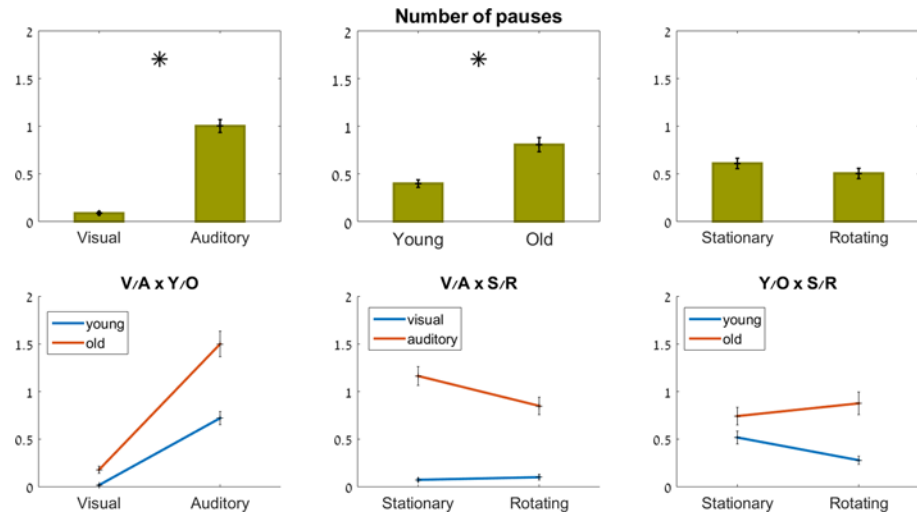 Number of pauses
2
1.5
1
0.5
0
Visual Auditory
*
2
1.5
1
0.5
0
Young Old
*
2
1.5
1
0.5
0
Stationary Rotating
V/A x Y/O
2
1.5
1
0.5
0
young
old
Visual Auditory
V/A x S/R
2
1.5
1
0.5
0
visual
auditory
Stationary Rotating
Y/O x S/R
2
1.5
1
0.5
0
young
old
Stationary Rotating